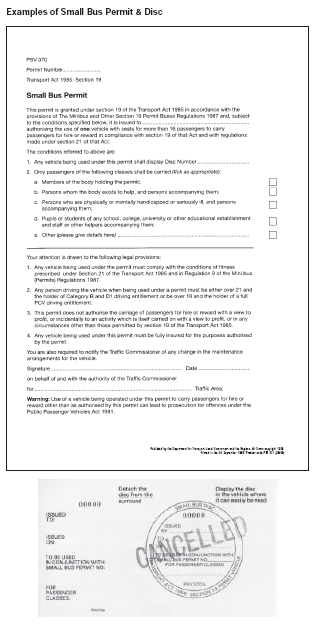 Examples of Small Bus Permit & Disc
PSV 370
Permit Number ......................
Transport Act 1985: Section 19
Small Bus Permit
This permit is granted under section 19 of the Transport Act 1985 in accordance with the
provisions of The Minibus and Other Section 19 Permit Buses Regulations 1987 and, subject
to the conditions specified below, it is issued to ..........................................................
authorising the use of one vehicle with seats for more than 16 passengers to carry
passengers for hire or reward in compliance with section 19 of that Act and with regulations
made under section 21 of that Act.
The conditions referred to above are:
1. Any vehicle being used under this permit shall display Disc Number ..............................
2. Only passengers of the following classes shall be carried (tick as appropriate):
a. Members of the body holding the permit;
b. Persons whom the body exists to help, and persons accompanying them;
c. Persons who are physically or mentally handicapped or seriously ill, and persons
accompanying them;
d. Pupils or students of any school, college, university or other educational establishment
and staff or other helpers accompanying them;
e. Other (please give details here) ..........................................................
Your attention is drawn to the following legal provisions:
1. Any vehicle being used under the permit must comply with the conditions of fitness
prescribed under Section 21 of the Transport Act 1985 and in Regulation 9 of the Minibus
(Permits) Regulations 1987.
2. Any person driving the vehicle when being used under a permit must be either over 21 and
the holder of Category B and D1 driving entitlement or be over 18 and the holder of a full
PCV driving entitlement.
3. This permit does not authorise the carriage of passengers for hire or reward with a view to
profit, or incidentally to an activity which is itself carried on with a view to profit, or in any
circumstances other than those permitted by section 19 of the Transport Act 1985.
4. Any vehicle being used under this permit must be fully insured for the purposes authorised
by the permit.
You are also required to notify the Traffic Commissioner of any change in the maintenance
arrangements for the vehicle.
Signature .......................................................... Date ..............................
on behalf of and with the authority of the Traffic Commissioner
for .......................................................... Traffic Area.
Warning: Use of a vehicle being operated under this permit to carry passengers for hire or
reward other than as authorised by this permit can lead to prosecution for offences under the
Public Passenger Vehicles Act 1981.
Detach the
disc from the
surround
Display the disc
in the vehicle where
it can easily be read
00000
ISSUED
TO:
ISSUED
ON:
TO BE USED
IN CONJUNCTION WITH
SMALL BUS PERMIT NO:
FOR
PASSENGER
CLASSES:
PSV370A
SMALL BUS DISC
00000
ISSUED
BY
TO
CANCELLED
TO BE USED IN CONJUNCTION WITH
SMALL BUS PERMIT NO
FOR PASSENGER CLASSES
PSV370A